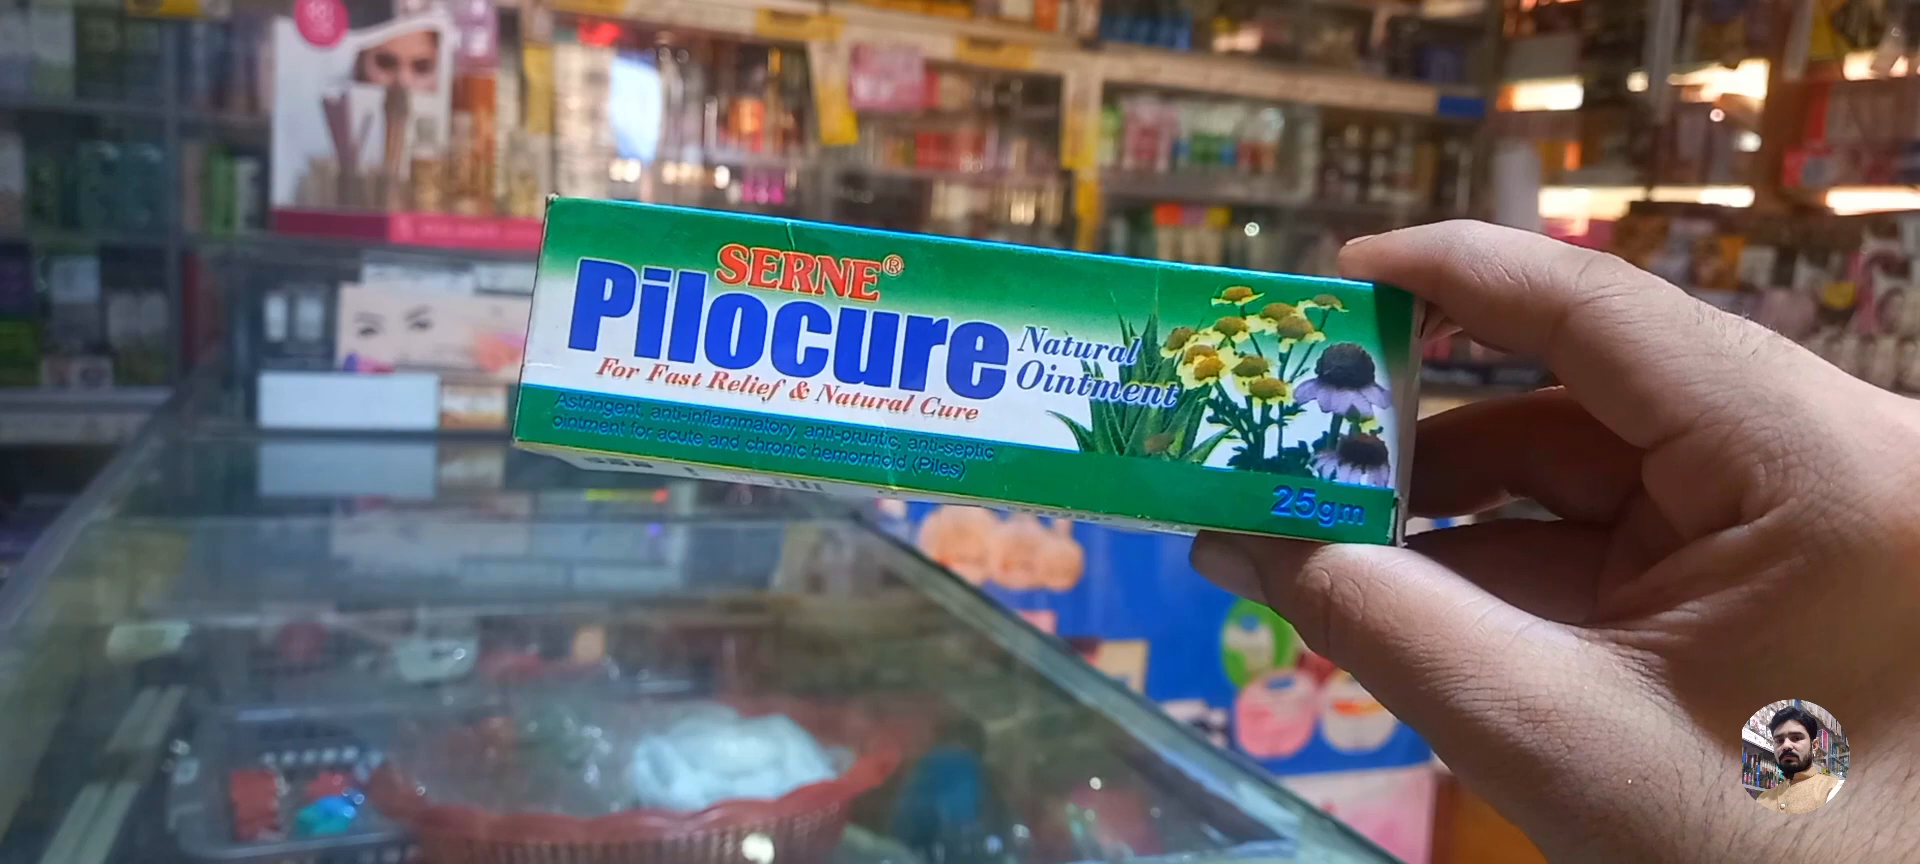 SERNE®
Pilocure
Natural
Ointment
For Fast Relief & Natural Cure
Astringent, anti-inflammatory, anti-pruritic, anti-septic
ointment for acute and chronic hemorrhoid (Piles)
25gm